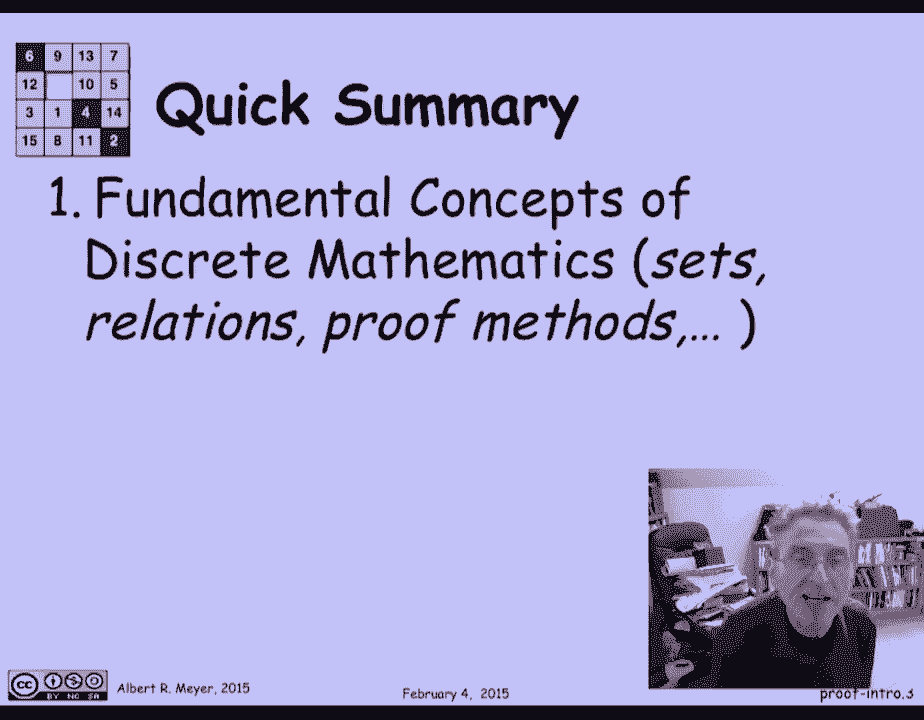 6 9 13 7
12 10 5
3 1 4 14
15 8 11 2
Quick Summary
1. Fundamental Concepts of
Discrete Mathematics (sets,
relations, proof methods,... )
cc BY NC SA
Albert R. Meyer, 2015
February 4, 2015
proof-intro.3